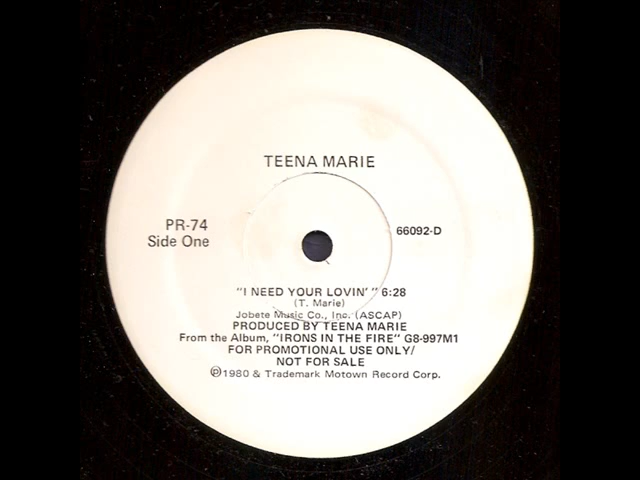 TEENA MARIE
PR-74
Side One
66092-D
"I NEED YOUR LOVIN'" 6:28
(T. Marie)
Jobete Music Co., Inc. (ASCAP)
PRODUCED BY TEENA MARIE
From the Album, "IRONS IN THE FIRE" G8-997M1
FOR PROMOTIONAL USE ONLY/
NOT FOR SALE
℗1980 & Trademark Motown Record Corp.